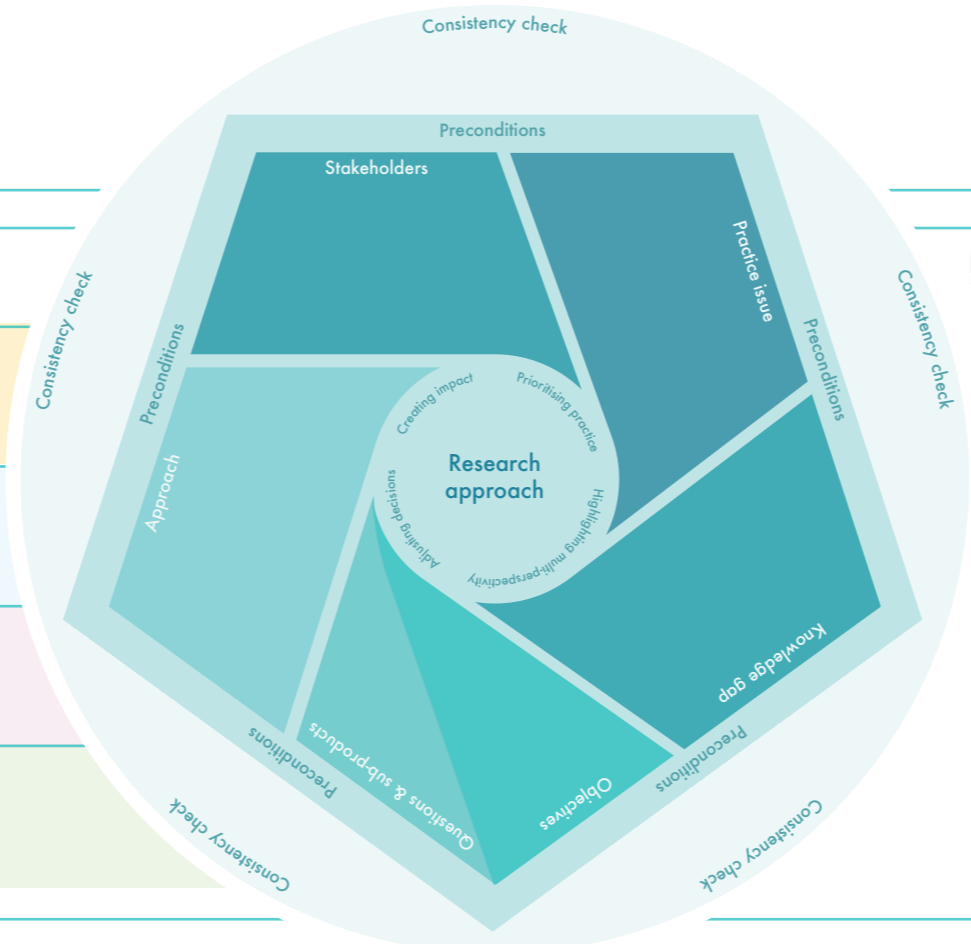 Consistency check
Preconditions
Stakeholders
Practice issue
Preconditions
Consistency check
Knowledge gap
Preconditions
Consistency check
Objectives
Questions & sub-products
Preconditions
Consistency check
Approach
Preconditions
Consistency check
Creating impact
Prioritising practice
Highlighing multi-perspectivity
Adjusting decisions
Research
approach